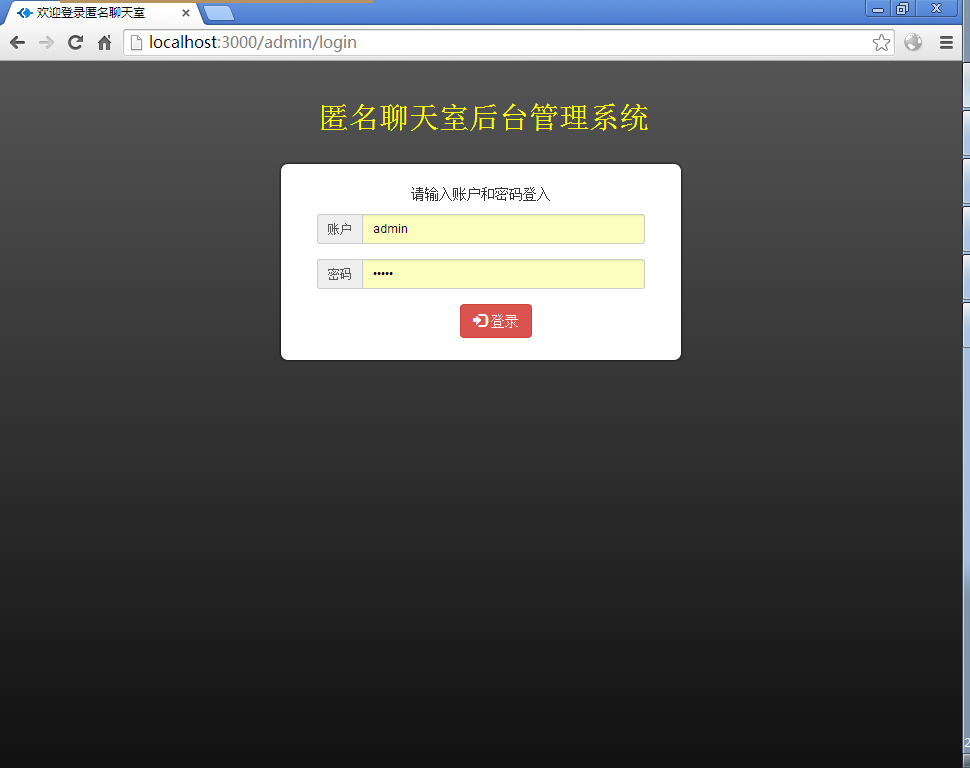 欢迎登录匿名聊天室
localhost:3000/admin/login
匿名聊天室后台管理系统
请输入账户和密码登入
账户 admin
密码 •••••
登录
2